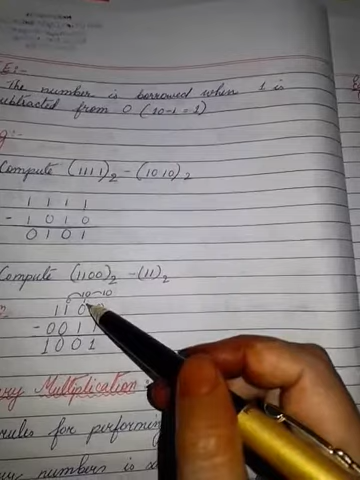 the number is borrowed when 1 is
subtracted from 0 (10-1=1)
Compute (1111)₂ - (1010)₂
1 1 1 1
- 1 0 1 0
0 1 0 1
Compute (1100)₂ - (11)₂
10 10
1 1 0
- 0 0 1 1
1 0 0 1
Multiplication :
rules for performing
numbers is